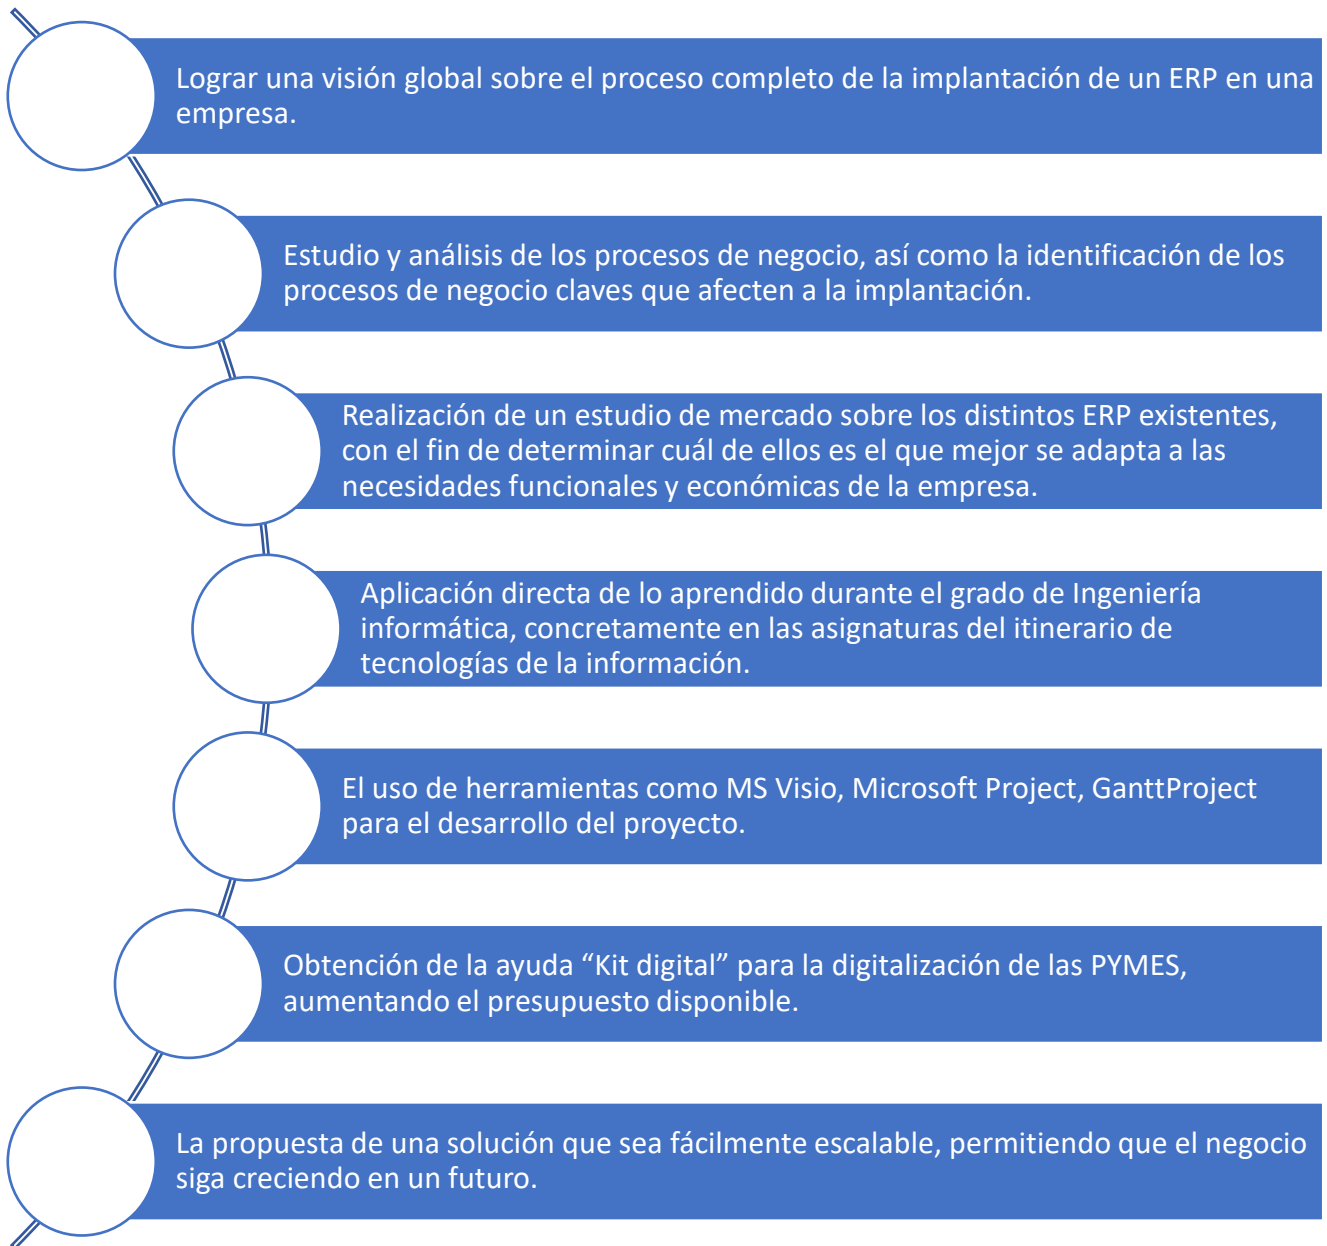 Lograr una visión global sobre el proceso completo de la implantación de un ERP en una
empresa.
Estudio y análisis de los procesos de negocio, así como la identificación de los
procesos de negocio claves que afecten a la implantación.
Realización de un estudio de mercado sobre los distintos ERP existentes,
con el fin de determinar cuál de ellos es el que mejor se adapta a las
necesidades funcionales y económicas de la empresa.
Aplicación directa de lo aprendido durante el grado de Ingeniería
informática, concretamente en las asignaturas del itinerario de
tecnologías de la información.
El uso de herramientas como MS Visio, Microsoft Project, GanttProject
para el desarrollo del proyecto.
Obtención de la ayuda “Kit digital” para la digitalización de las PYMES,
aumentando el presupuesto disponible.
La propuesta de una solución que sea fácilmente escalable, permitiendo que el negocio
siga creciendo en un futuro.